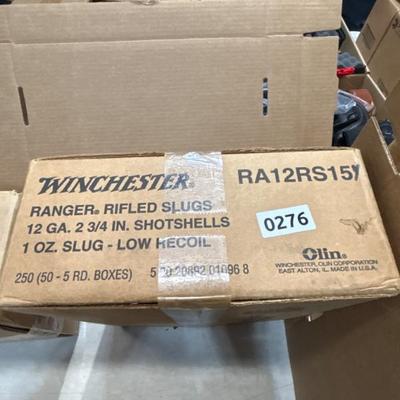 WINCHESTER® RA12RS15Y
RANGER® RIFLED SLUGS
12 GA. 2 3/4 IN. SHOTSHELLS
0276
1 OZ. SLUG - LOW RECOIL
Olin
250 (50 - 5 RD. BOXES)
WINCHESTER, OLIN CORPORATION
EAST ALTON, IL. MADE IN U.S.A.